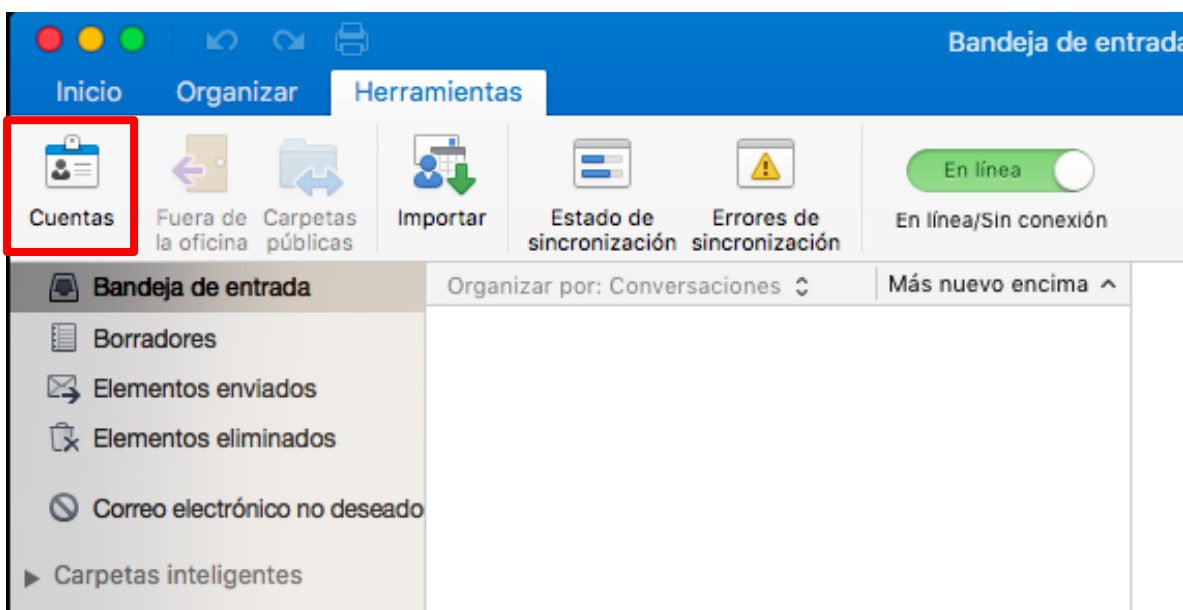 Bandeja de entrada
Inicio Organizar Herramientas
Cuentas
Fuera de
la oficina
Carpetas
públicas
Importar
Estado de
sincronización
Errores de
sincronización
En línea
En línea/Sin conexión
Bandeja de entrada
Organizar por: Conversaciones
Más nuevo encima
Borradores
Elementos enviados
Elementos eliminados
Correo electrónico no deseado
Carpetas inteligentes